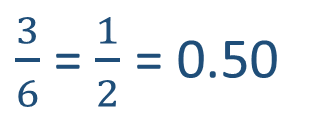 3/6 = 1/2 = 0.50